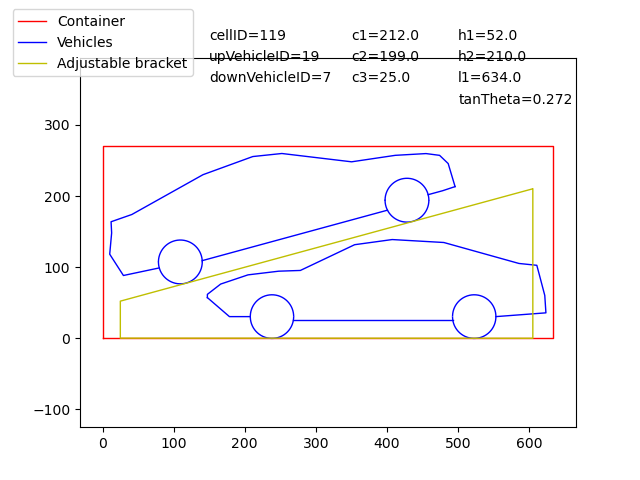 Container
Vehicles
Adjustable bracket
cellID=119 c1=212.0 h1=52.0
upVehicleID=19 c2=199.0 h2=210.0
downVehicleID=7 c3=25.0 l1=634.0
tanTheta=0.272
300
200
100
0
−100
0 100 200 300 400 500 600